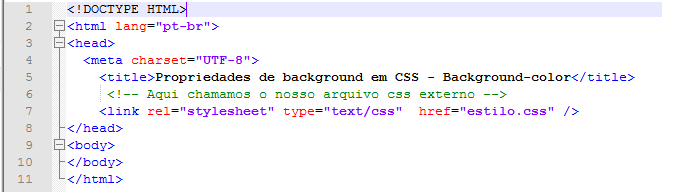 1 <!DOCTYPE HTML>
2 <html lang="pt-br">
3 <head>
4 <meta charset="UTF-8">
5 <title>Propriedades de background em CSS - Background-color</title>
6 <!-- Aqui chamamos o nosso arquivo css externo -->
7 <link rel="stylesheet" type="text/css"  href="estilo.css" />
8 </head>
9 <body>
10 </body>
11 </html>